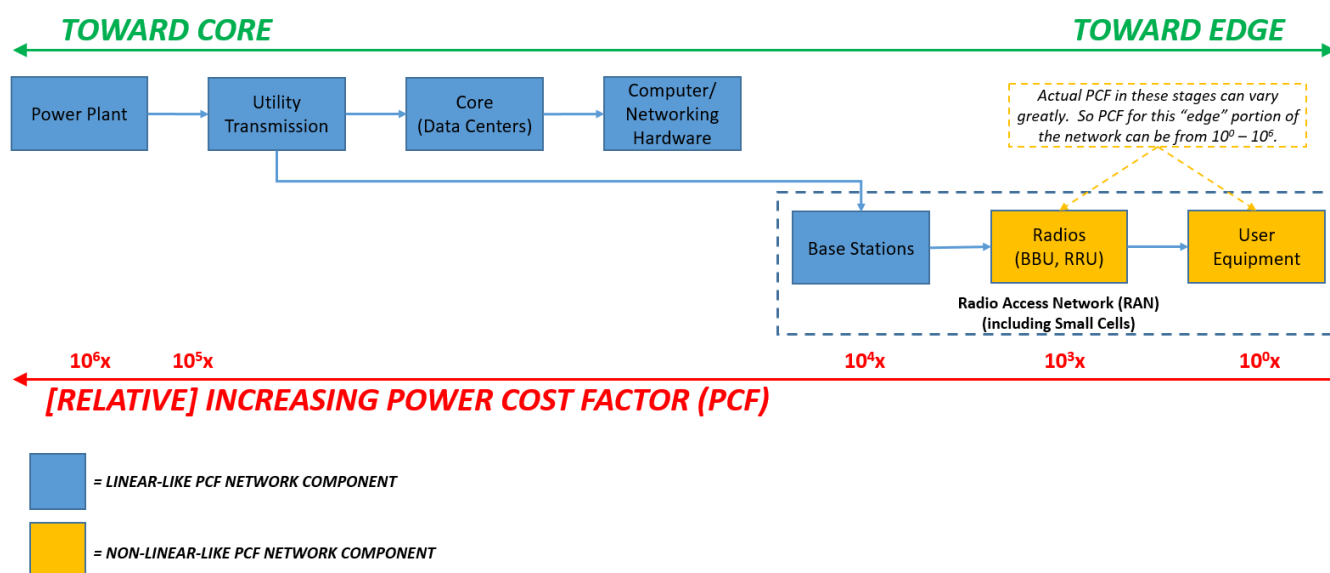 TOWARD CORE
TOWARD EDGE
Power Plant
Utility
Transmission
Core
(Data Centers)
Computer/
Networking
Hardware
Actual PCF in these stages can vary
greatly. So PCF for this “edge” portion of
the network can be from 10⁰ – 10⁶.
Base Stations
Radios
(BBU, RRU)
User
Equipment
Radio Access Network (RAN)
(including Small Cells)
10⁶x
10⁵x
10⁴x
10³x
10⁰x
[RELATIVE] INCREASING POWER COST FACTOR (PCF)
= LINEAR-LIKE PCF NETWORK COMPONENT
= NON-LINEAR-LIKE PCF NETWORK COMPONENT